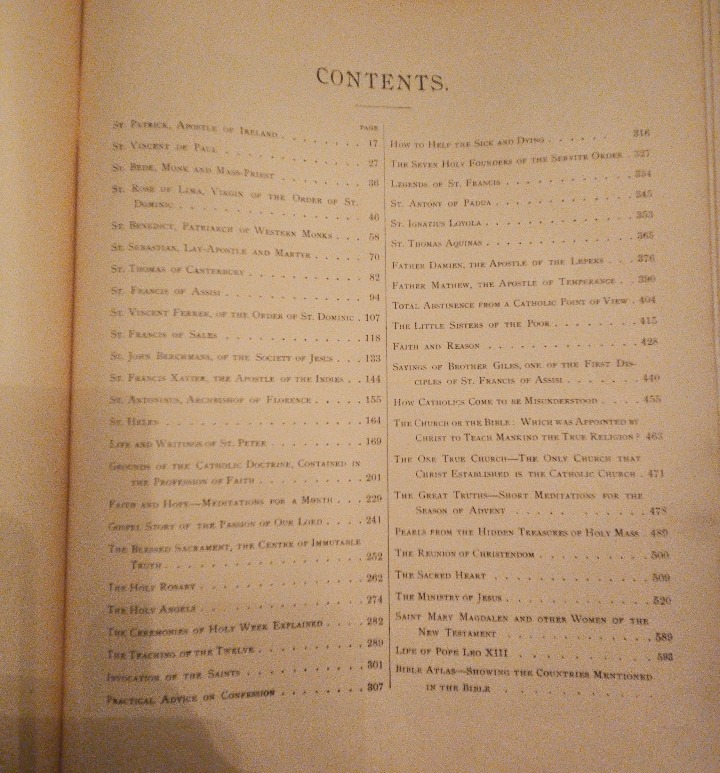 CONTENTS.
PAGE
ST. PATRICK, APOSTLE OF IRELAND . . . . . . . 17
ST. VINCENT DE PAUL . . . . . . . . . 27
ST. BEDE, MONK AND MASS-PRIEST . . . . . . . 36
ST. ROSE OF LIMA, VIRGIN OF THE ORDER OF ST.
DOMINIC . . . . . . . . . . . 46
ST. BENEDICT, PATRIARCH OF WESTERN MONKS . . . . 58
ST. SEBASTIAN, LAY-APOSTLE AND MARTYR . . . . . 70
ST. THOMAS OF CANTERBURY . . . . . . . . 82
ST. FRANCIS OF ASSISI . . . . . . . . . 94
ST. VINCENT FERRER, OF THE ORDER OF ST. DOMINIC . 107
ST. FRANCIS OF SALES . . . . . . . . . 118
ST. JOHN BERCHMANS, OF THE SOCIETY OF JESUS . . . 133
ST. FRANCIS XAVIER, THE APOSTLE OF THE INDIES . . 144
ST. ANTONINUS, ARCHBISHOP OF FLORENCE . . . . . 155
ST. HELEN . . . . . . . . . . . 164
LIFE AND WRITINGS OF ST. PETER . . . . . . . 169
GROUNDS OF THE CATHOLIC DOCTRINE, CONTAINED IN
THE PROFESSION OF FAITH . . . . . . . . 201
FAITH AND HOPE—MEDITATIONS FOR A MONTH . . . 229
GOSPEL STORY OF THE PASSION OF OUR LORD . . . . 241
THE BLESSED SACRAMENT, THE CENTRE OF IMMUTABLE
TRUTH . . . . . . . . . . . . 252
THE HOLY ROSARY . . . . . . . . . . 262
THE HOLY ANGELS . . . . . . . . . . 274
THE CEREMONIES OF HOLY WEEK EXPLAINED . . . . 282
THE TEACHING OF THE TWELVE . . . . . . . . 289
INVOCATION OF THE SAINTS . . . . . . . . 301
PRACTICAL ADVICE ON CONFESSION . . . . . . . 307
HOW TO HELP THE SICK AND DYING . . . . . . 316
THE SEVEN HOLY FOUNDERS OF THE SERVITE ORDER . 327
LEGENDS OF ST. FRANCIS . . . . . . . . . 334
ST. ANTONY OF PADUA . . . . . . . . . . 345
ST. IGNATIUS LOYOLA . . . . . . . . . . 353
ST. THOMAS AQUINAS . . . . . . . . . . 365
FATHER DAMIEN, THE APOSTLE OF THE LEPERS . . . 376
FATHER MATHEW, THE APOSTLE OF TEMPERANCE . . . 390
TOTAL ABSTINENCE FROM A CATHOLIC POINT OF VIEW . 404
THE LITTLE SISTERS OF THE POOR . . . . . . . 415
FAITH AND REASON . . . . . . . . . . 428
SAYINGS OF BROTHER GILES, ONE OF THE FIRST DIS-
CIPLES OF ST. FRANCIS OF ASSISI . . . . . . 440
HOW CATHOLICS COME TO BE MISUNDERSTOOD . . . . 455
THE CHURCH OR THE BIBLE: WHICH WAS APPOINTED BY
CHRIST TO TEACH MANKIND THE TRUE RELIGION? 463
THE ONE TRUE CHURCH—THE ONLY CHURCH THAT
CHRIST ESTABLISHED IS THE CATHOLIC CHURCH . 471
THE GREAT TRUTHS—SHORT MEDITATIONS FOR THE
SEASON OF ADVENT . . . . . . . . . 478
PEARLS FROM THE HIDDEN TREASURES OF HOLY MASS . 489
THE REUNION OF CHRISTENDOM . . . . . . . . 500
THE SACRED HEART . . . . . . . . . . 509
THE MINISTRY OF JESUS . . . . . . . . . 520
SAINT MARY MAGDALEN AND OTHER WOMEN OF THE
NEW TESTAMENT . . . . . . . . . . 589
LIFE OF POPE LEO XIII . . . . . . . . . 593
BIBLE ATLAS—SHOWING THE COUNTRIES MENTIONED
IN THE BIBLE . . . . . . . . . .